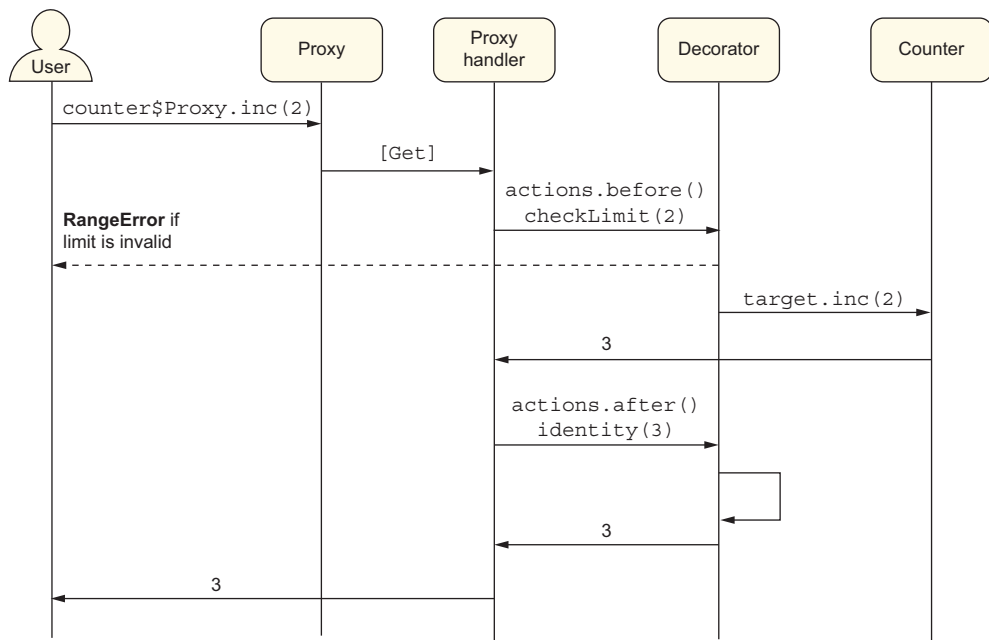 User
Proxy
Proxy
handler
Decorator
Counter
counter$Proxy.inc(2)
[Get]
actions.before()
checkLimit(2)
RangeError if
limit is invalid
target.inc(2)
3
actions.after()
identity(3)
3
3